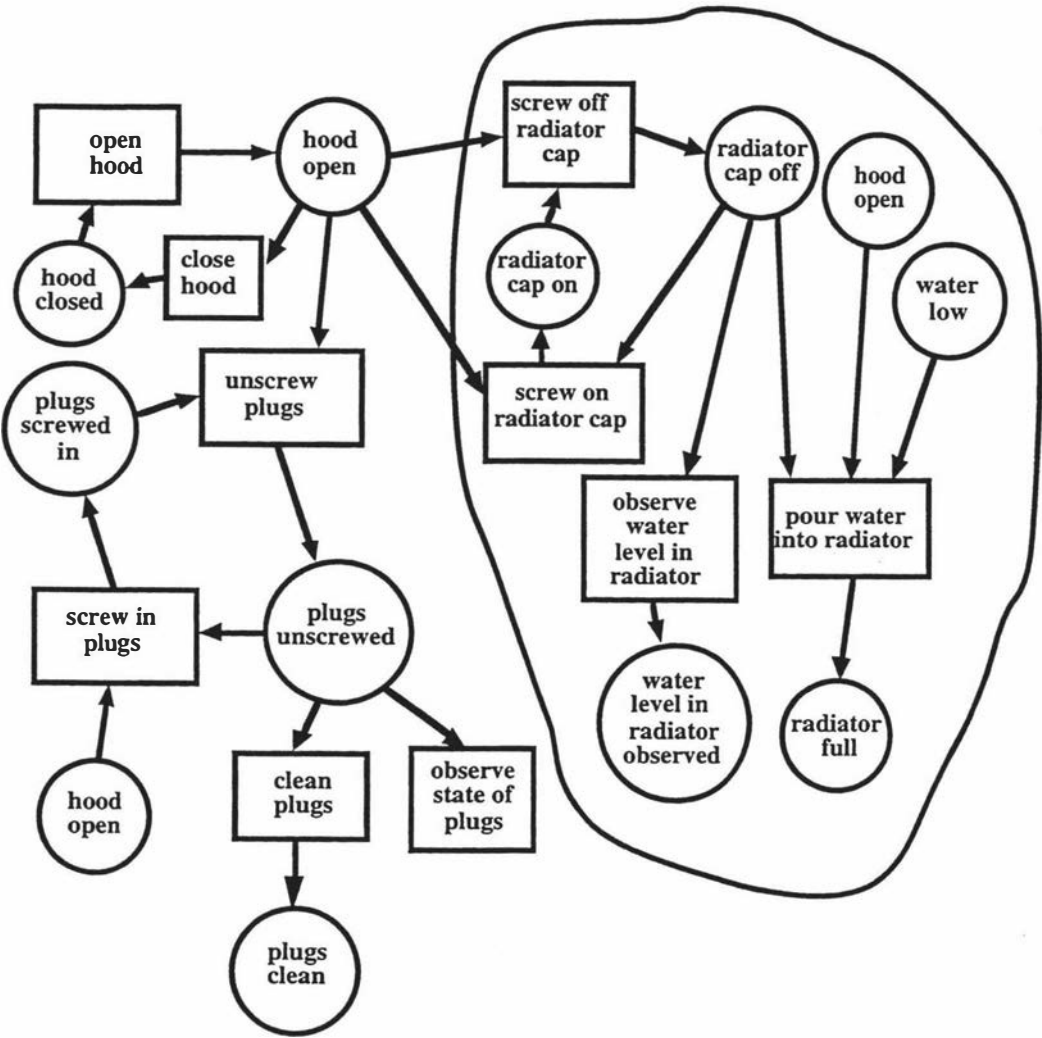 open
hood
hood
open
screw off
radiator
cap
radiator
cap off
hood
open
hood
closed
close
hood
radiator
cap on
water
low
plugs
screwed
in
unscrew
plugs
screw on
radiator cap
observe
water
level in
radiator
pour water
into radiator
screw in
plugs
plugs
unscrewed
water
level in
radiator
observed
radiator
full
hood
open
clean
plugs
observe
state of
plugs
plugs
clean